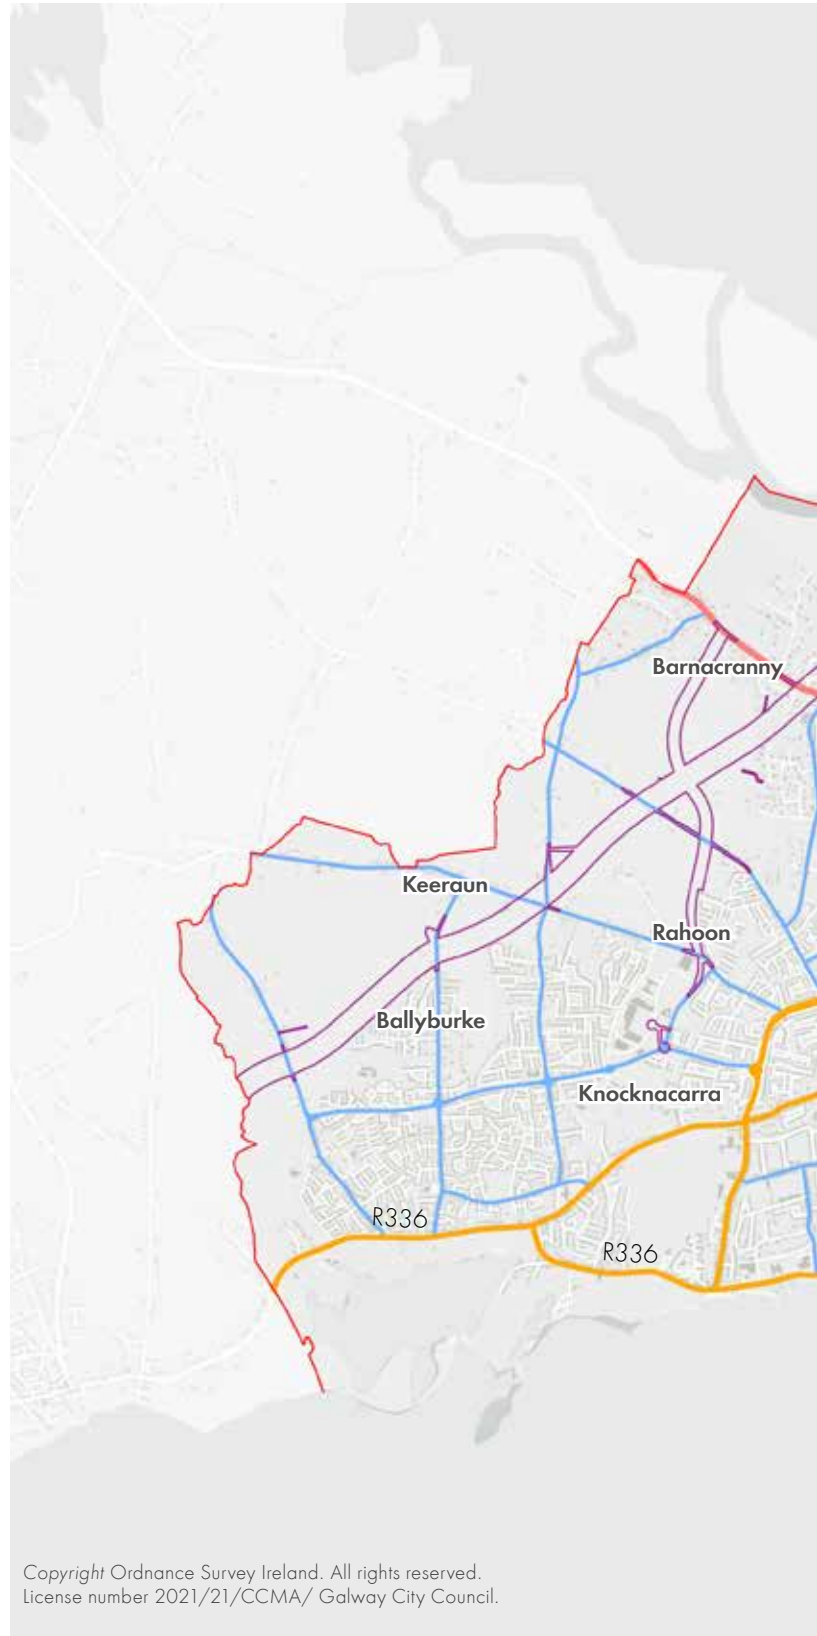 Barnacranny
Keeraun
Rahoon
Ballyburke
Knocknacarra
R336
R336
Copyright Ordnance Survey Ireland. All rights reserved.
License number 2021/21/CCMA/ Galway City Council.